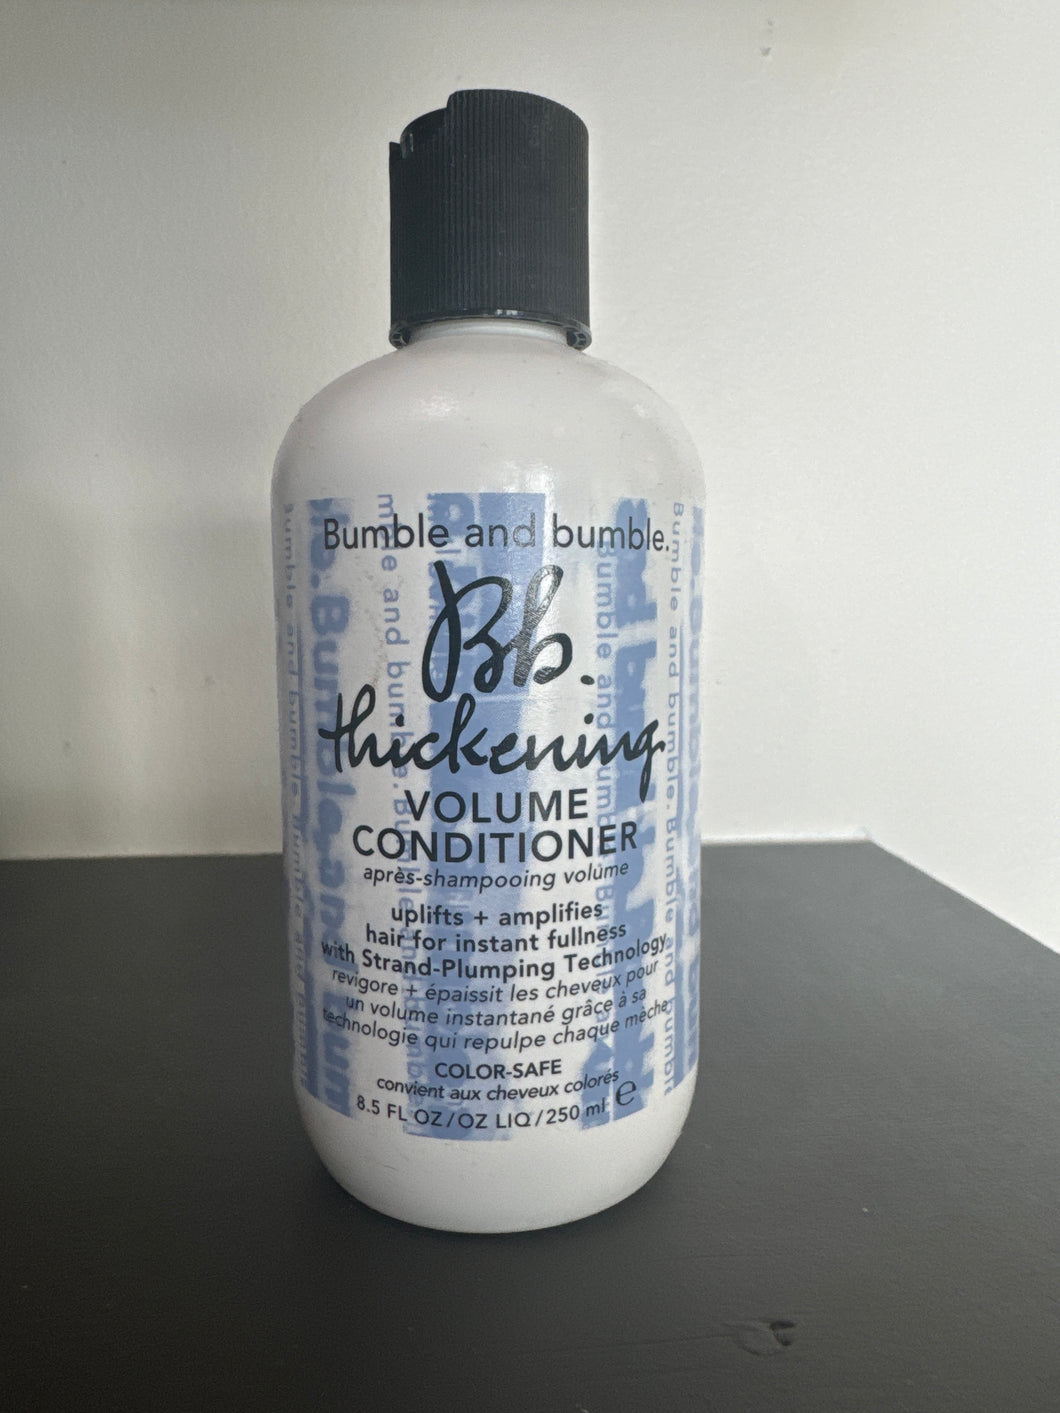 Bumble and bumble.
Bb.
thickening
VOLUME
CONDITIONER
après-shampooing volume
uplifts + amplifies
hair for instant fullness
with Strand-Plumping Technology
revigore + épaissit les cheveux pour
un volume instantané grâce à sa
technologie qui repulpe chaque mèche
COLOR-SAFE
convient aux cheveux colorés
8.5 FL OZ/OZ LIQ/250 ml e